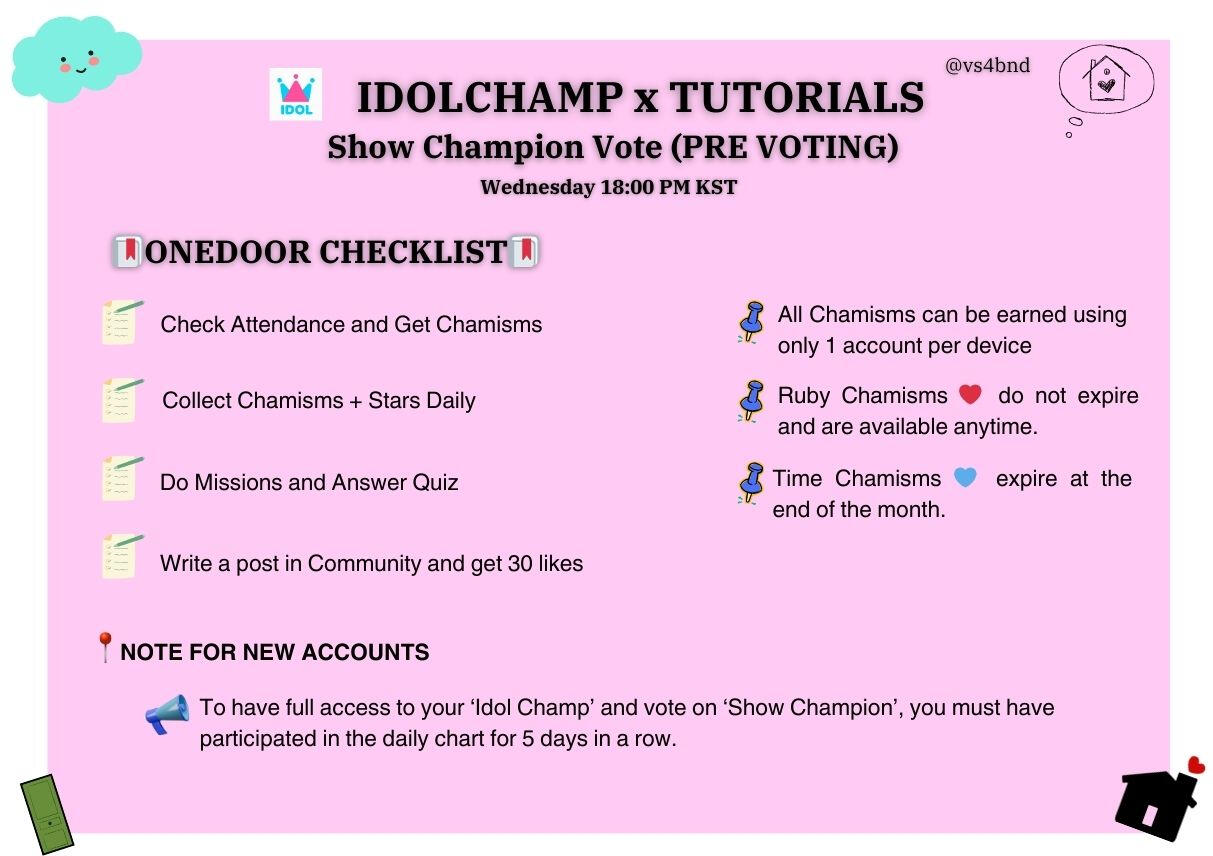 @vs4bnd
IDOL
IDOLCHAMP x TUTORIALS
Show Champion Vote (PRE VOTING)
Wednesday 18:00 PM KST
ONEDOOR CHECKLIST
Check Attendance and Get Chamisms
Collect Chamisms + Stars Daily
Do Missions and Answer Quiz
Write a post in Community and get 30 likes
All Chamisms can be earned using
only 1 account per device
Ruby Chamisms ❤️ do not expire
and are available anytime.
Time Chamisms 💙 expire at the
end of the month.
NOTE FOR NEW ACCOUNTS
To have full access to your ‘Idol Champ’ and vote on ‘Show Champion’, you must have
participated in the daily chart for 5 days in a row.